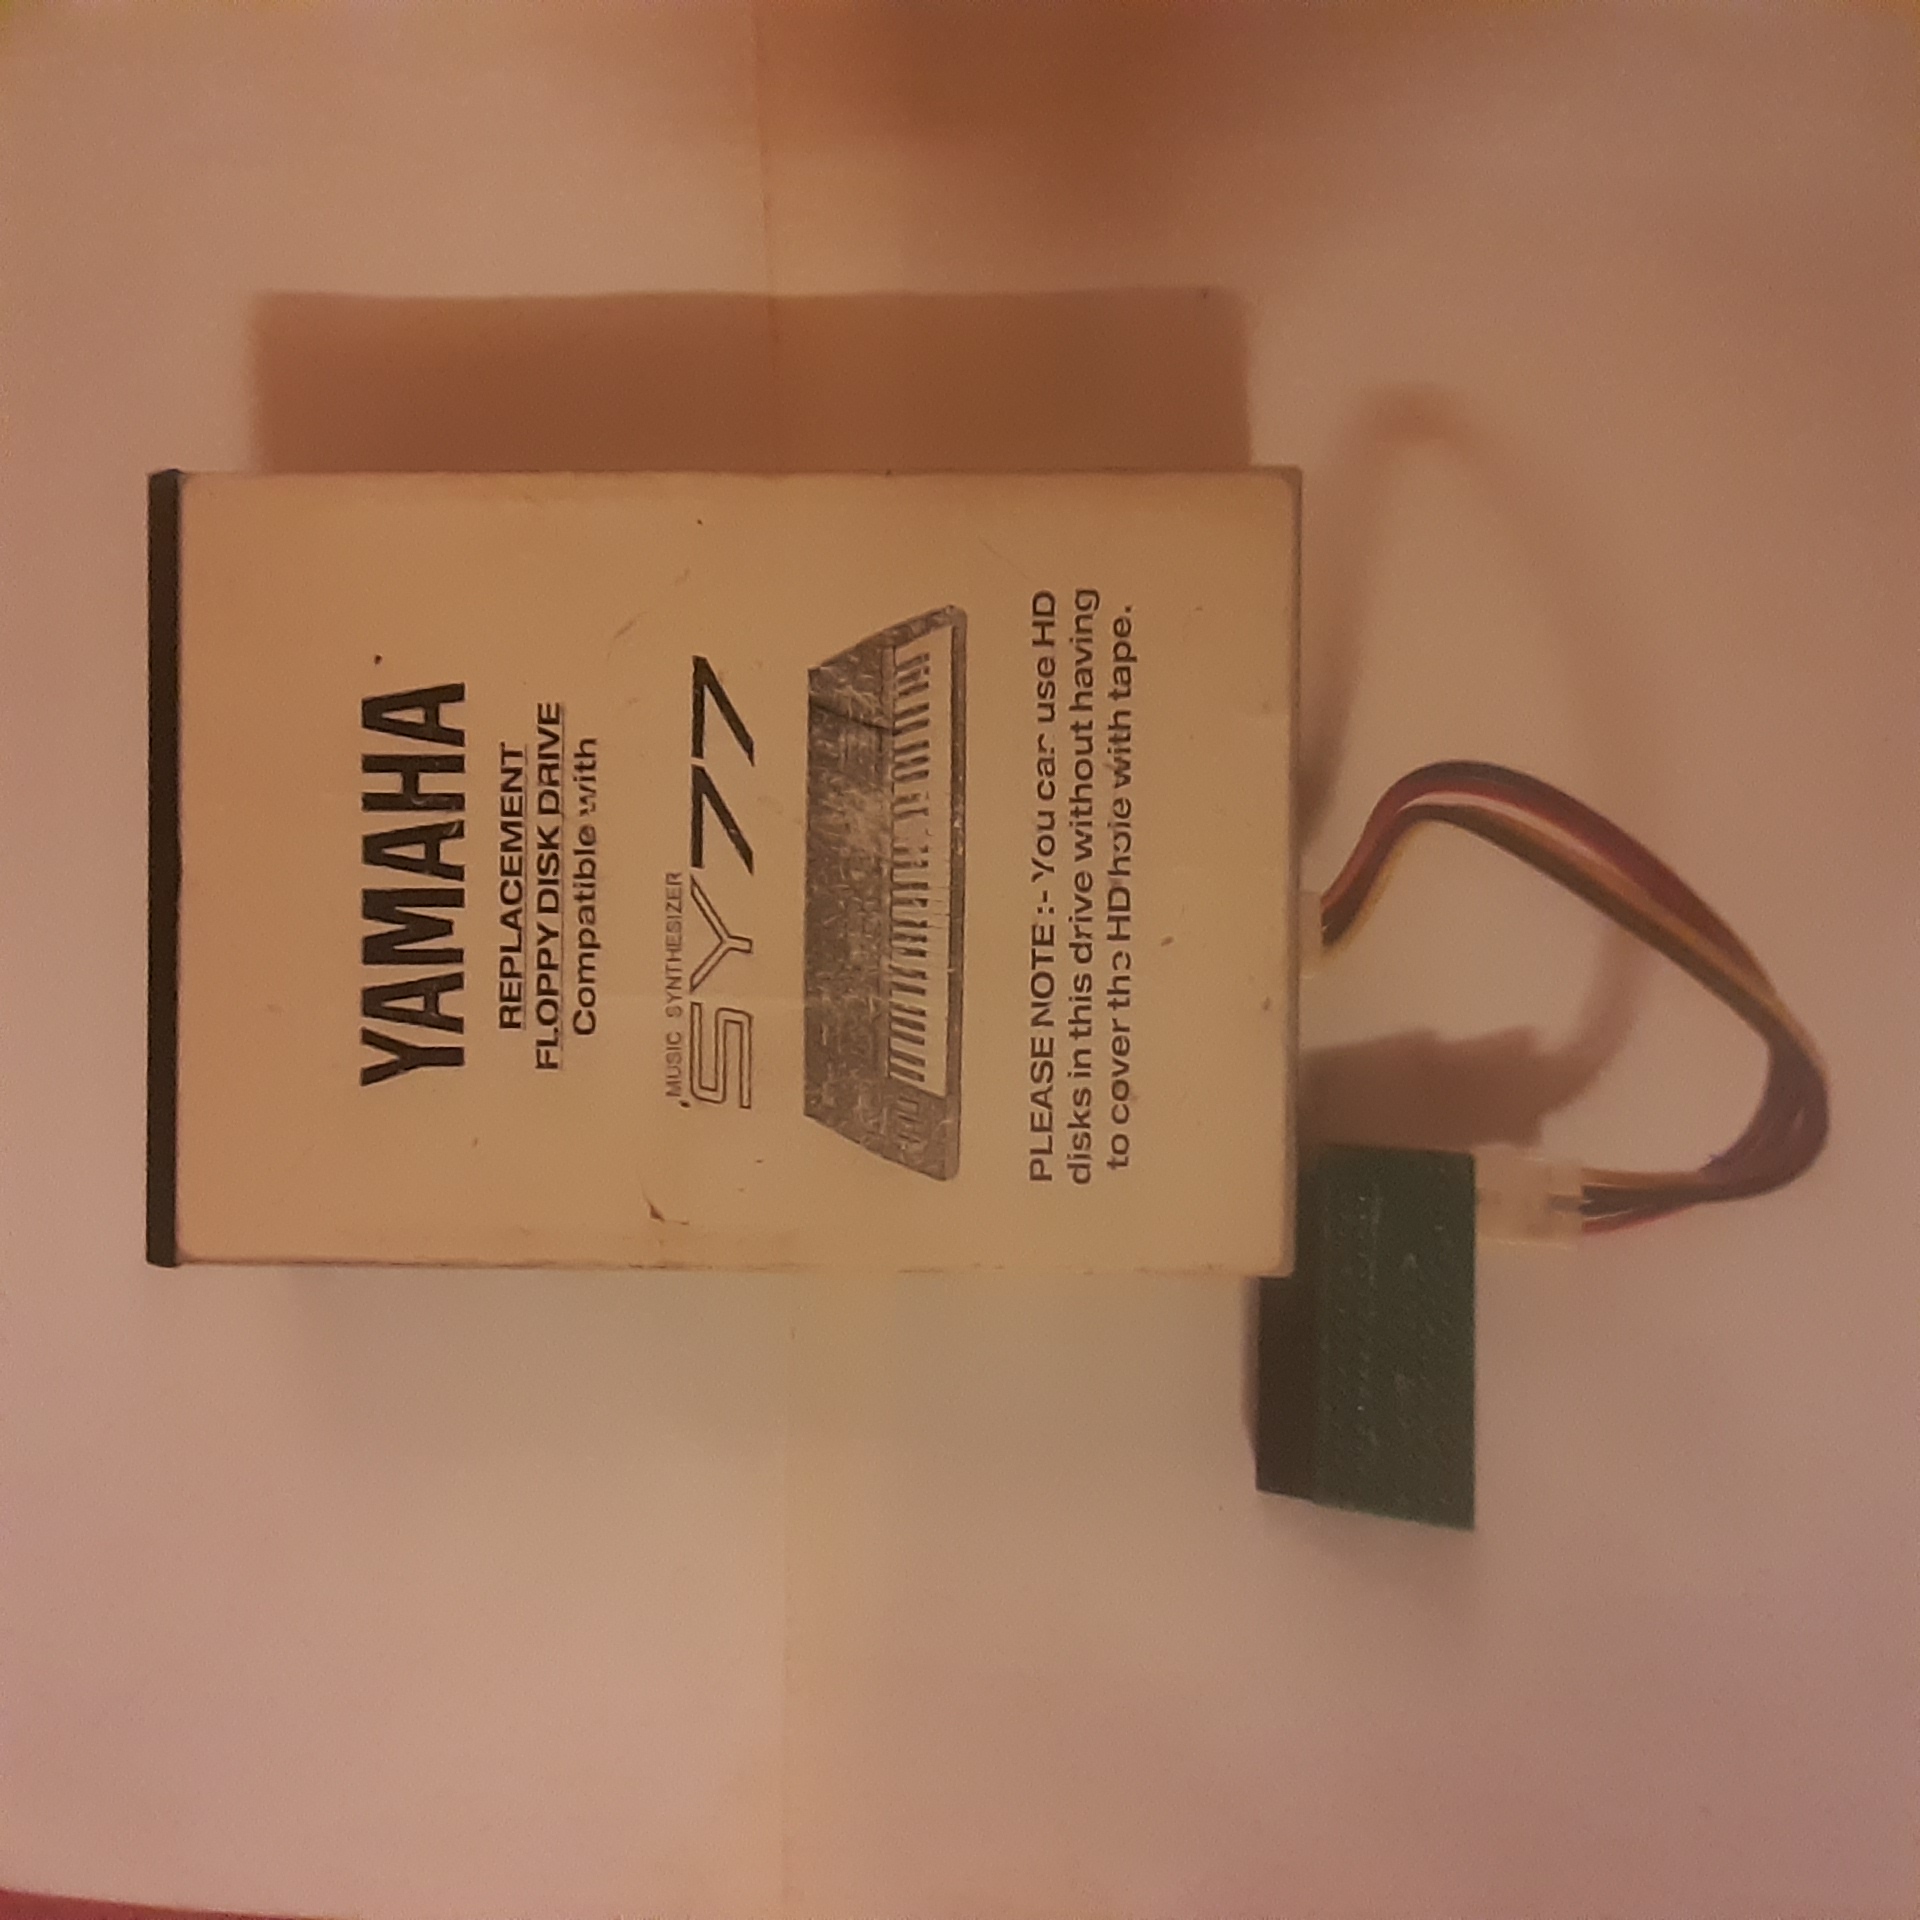 YAMAHA
REPLACEMENT
FLOPPY DISK DRIVE
Compatible with
MUSIC SYNTHESIZER
SY77
PLEASE NOTE :- You can use HD
disks in this drive without having
to cover the HD hole with tape.